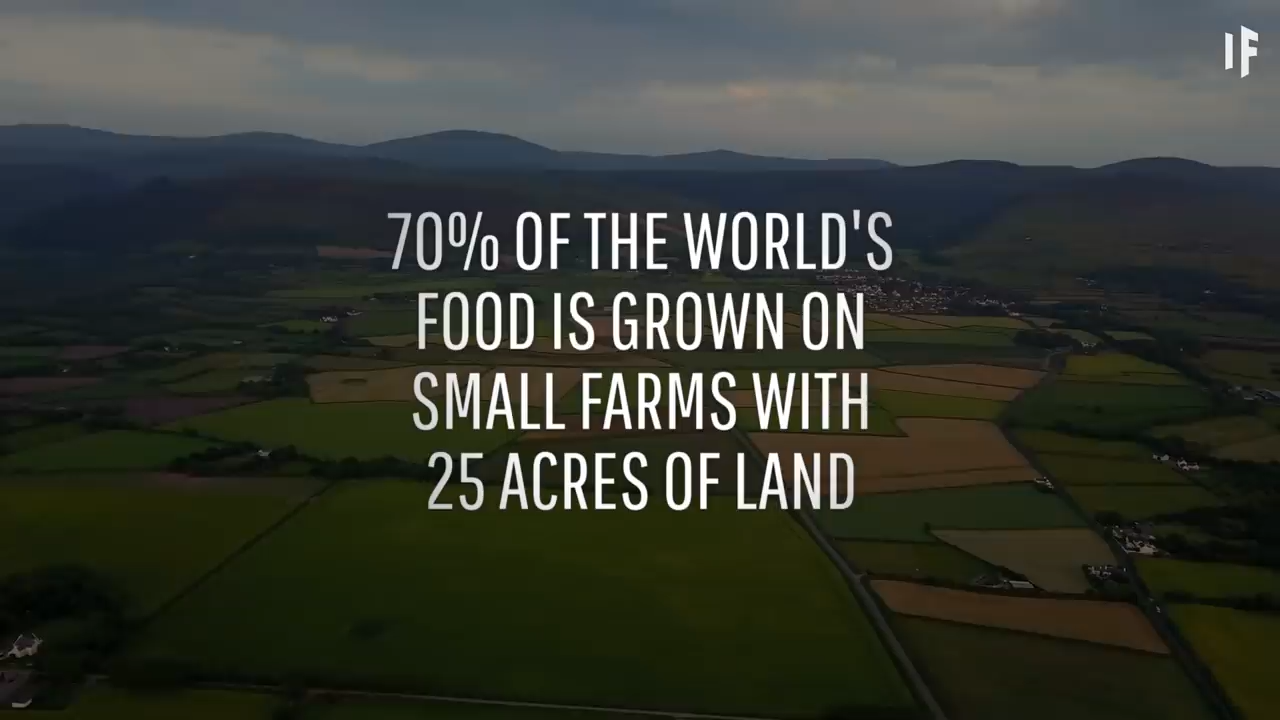 IF
70% OF THE WORLD'S
FOOD IS GROWN ON
SMALL FARMS WITH
25 ACRES OF LAND